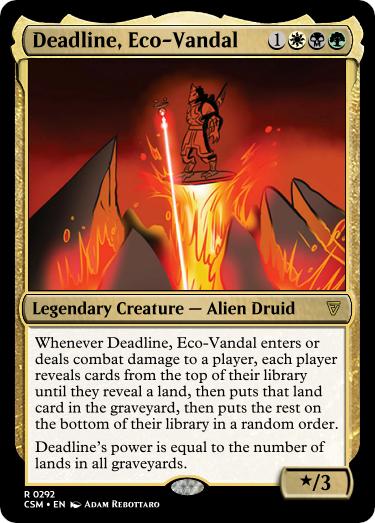 Deadline, Eco-Vandal 1
Legendary Creature — Alien Druid
Whenever Deadline, Eco-Vandal enters or
deals combat damage to a player, each player
reveals cards from the top of their library
until they reveal a land, then puts that land
card in the graveyard, then puts the rest on
the bottom of their library in a random order.
Deadline's power is equal to the number of
lands in all graveyards.
★/3
R 0292
CSM • EN Adam Rebottaro